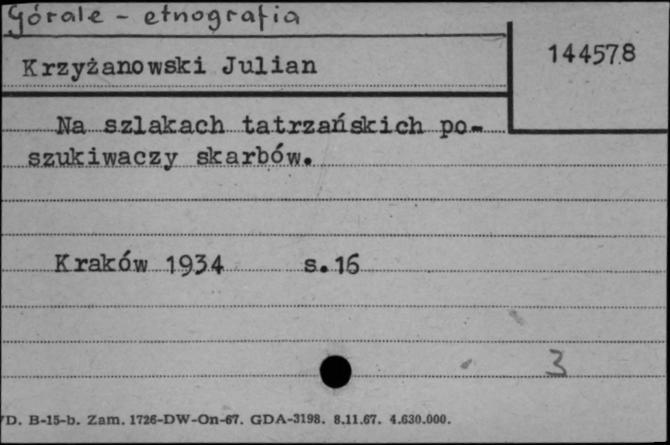 Górale - etnografia
Krzyżanowski Julian
144578
Na szlakach tatrzańskich po-
szukiwaczy skarbów.
Kraków 1934 s.16
3
D. B-15-b. Zam. 1726-DW-On-67. GDA-3198. 8.11.67. 4.630.000.